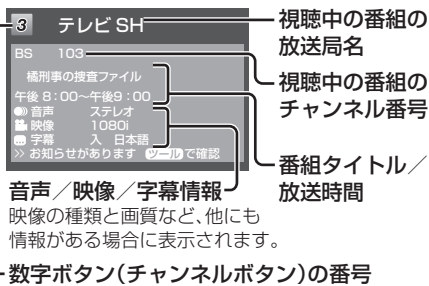 3 テレビ SH
BS 103
橘刑事の捜査ファイル
午後 8：00～午後9：00
音声 ステレオ
映像 1080i
字幕 入 日本語
>> お知らせがあります ツールで確認
視聴中の番組の
放送局名
視聴中の番組の
チャンネル番号
番組タイトル／
放送時間
音声／映像／字幕情報
映像の種類と画質など、他にも
情報がある場合に表示されます。
数字ボタン（チャンネルボタン）の番号